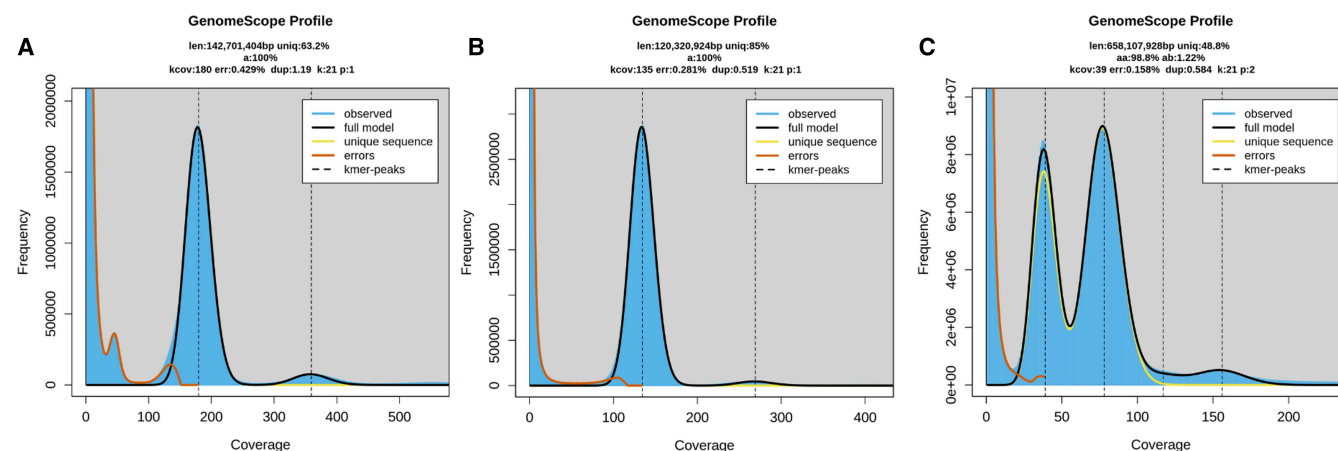 A
GenomeScope Profile
len:142,701,404bp uniq:63.2%
a:100%
kcov:180 err:0.429% dup:1.19 k:21 p:1
observed
full model
unique sequence
errors
kmer-peaks
Frequency
0 500000 1000000 1500000 2000000
0 100 200 300 400 500
Coverage
B
GenomeScope Profile
len:120,320,924bp uniq:85%
a:100%
kcov:135 err:0.281% dup:0.519 k:21 p:1
observed
full model
unique sequence
errors
kmer-peaks
Frequency
0 500000 1500000 2500000
0 100 200 300 400
Coverage
C
GenomeScope Profile
len:658,107,928bp uniq:48.8%
aa:98.8% ab:1.22%
kcov:39 err:0.158% dup:0.584 k:21 p:2
observed
full model
unique sequence
errors
kmer-peaks
Frequency
0e+00 2e+06 4e+06 6e+06 8e+06 1e+07
0 50 100 150 200
Coverage